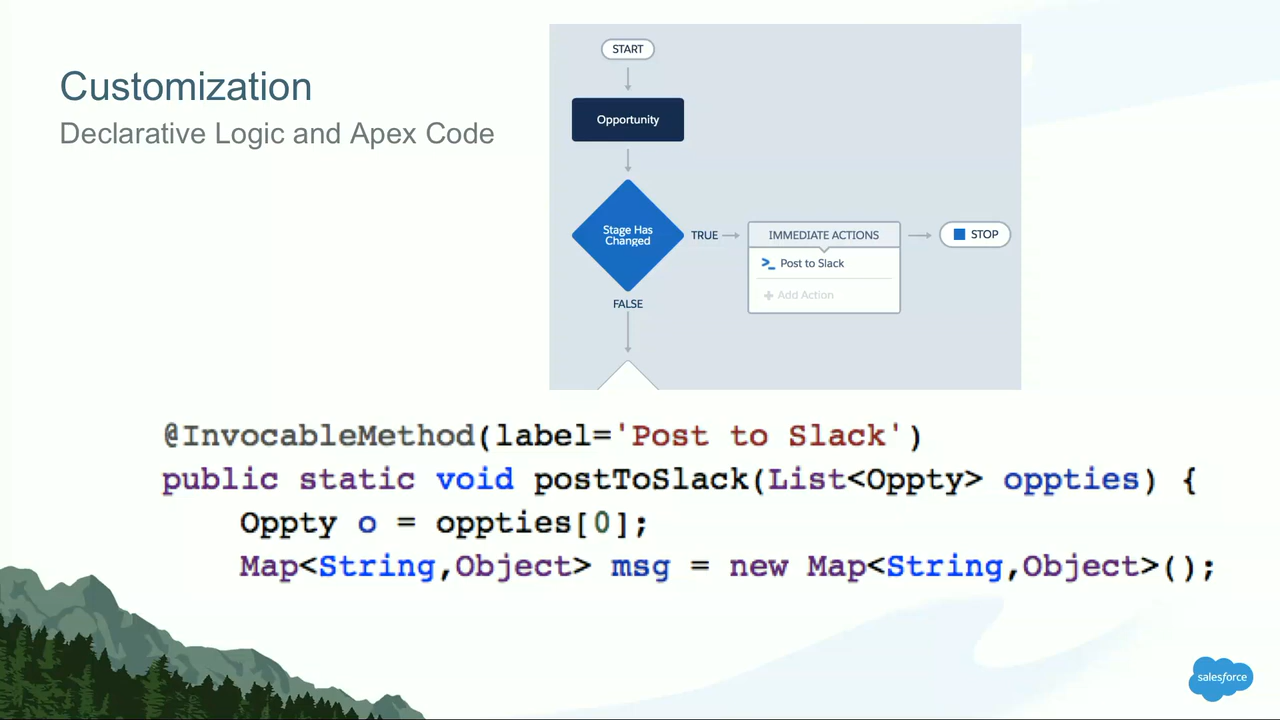 Customization
Declarative Logic and Apex Code
START
Opportunity
Stage Has
Changed
TRUE
IMMEDIATE ACTIONS
STOP
>_ Post to Slack
+ Add Action
FALSE
@InvocableMethod(label='Post to Slack')
public static void postToSlack(List<Oppty> oppties) {
Oppty o = oppties[0];
Map<String,Object> msg = new Map<String,Object>();
salesforce